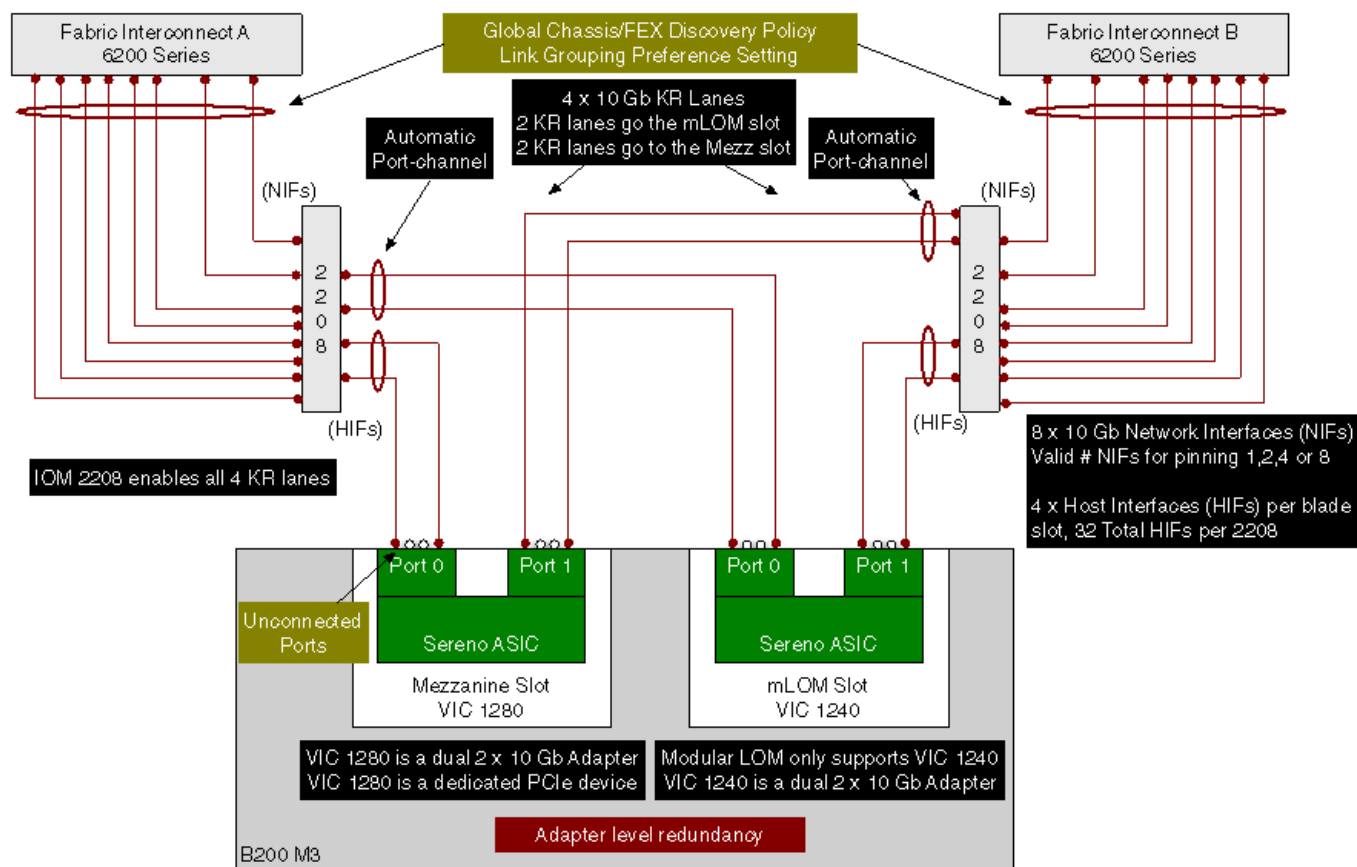 Fabric Interconnect A
6200 Series
Global Chassis/FEX Discovery Policy
Link Grouping Preference Setting
Fabric Interconnect B
6200 Series
4 x 10 Gb KR Lanes
2 KR lanes go the mLOM slot
2 KR lanes go to the Mezz slot
Automatic
Port-channel
Automatic
Port-channel
(NIFs)
(NIFs)
2
2
0
8
2
2
0
8
(HIFs)
(HIFs)
IOM 2208 enables all 4 KR lanes
8 x 10 Gb Network Interfaces (NIFs)
Valid # NIFs for pinning 1,2,4 or 8
4 x Host Interfaces (HIFs) per blade
slot, 32 Total HIFs per 2208
Port 0
Port 1
Port 0
Port 1
Unconnected
Ports
Sereno ASIC
Sereno ASIC
Mezzanine Slot
VIC 1280
mLOM Slot
VIC 1240
VIC 1280 is a dual 2 x 10 Gb Adapter
VIC 1280 is a dedicated PCIe device
Modular LOM only supports VIC 1240
VIC 1240 is a dual 2 x 10 Gb Adapter
Adapter level redundancy
B200 M3